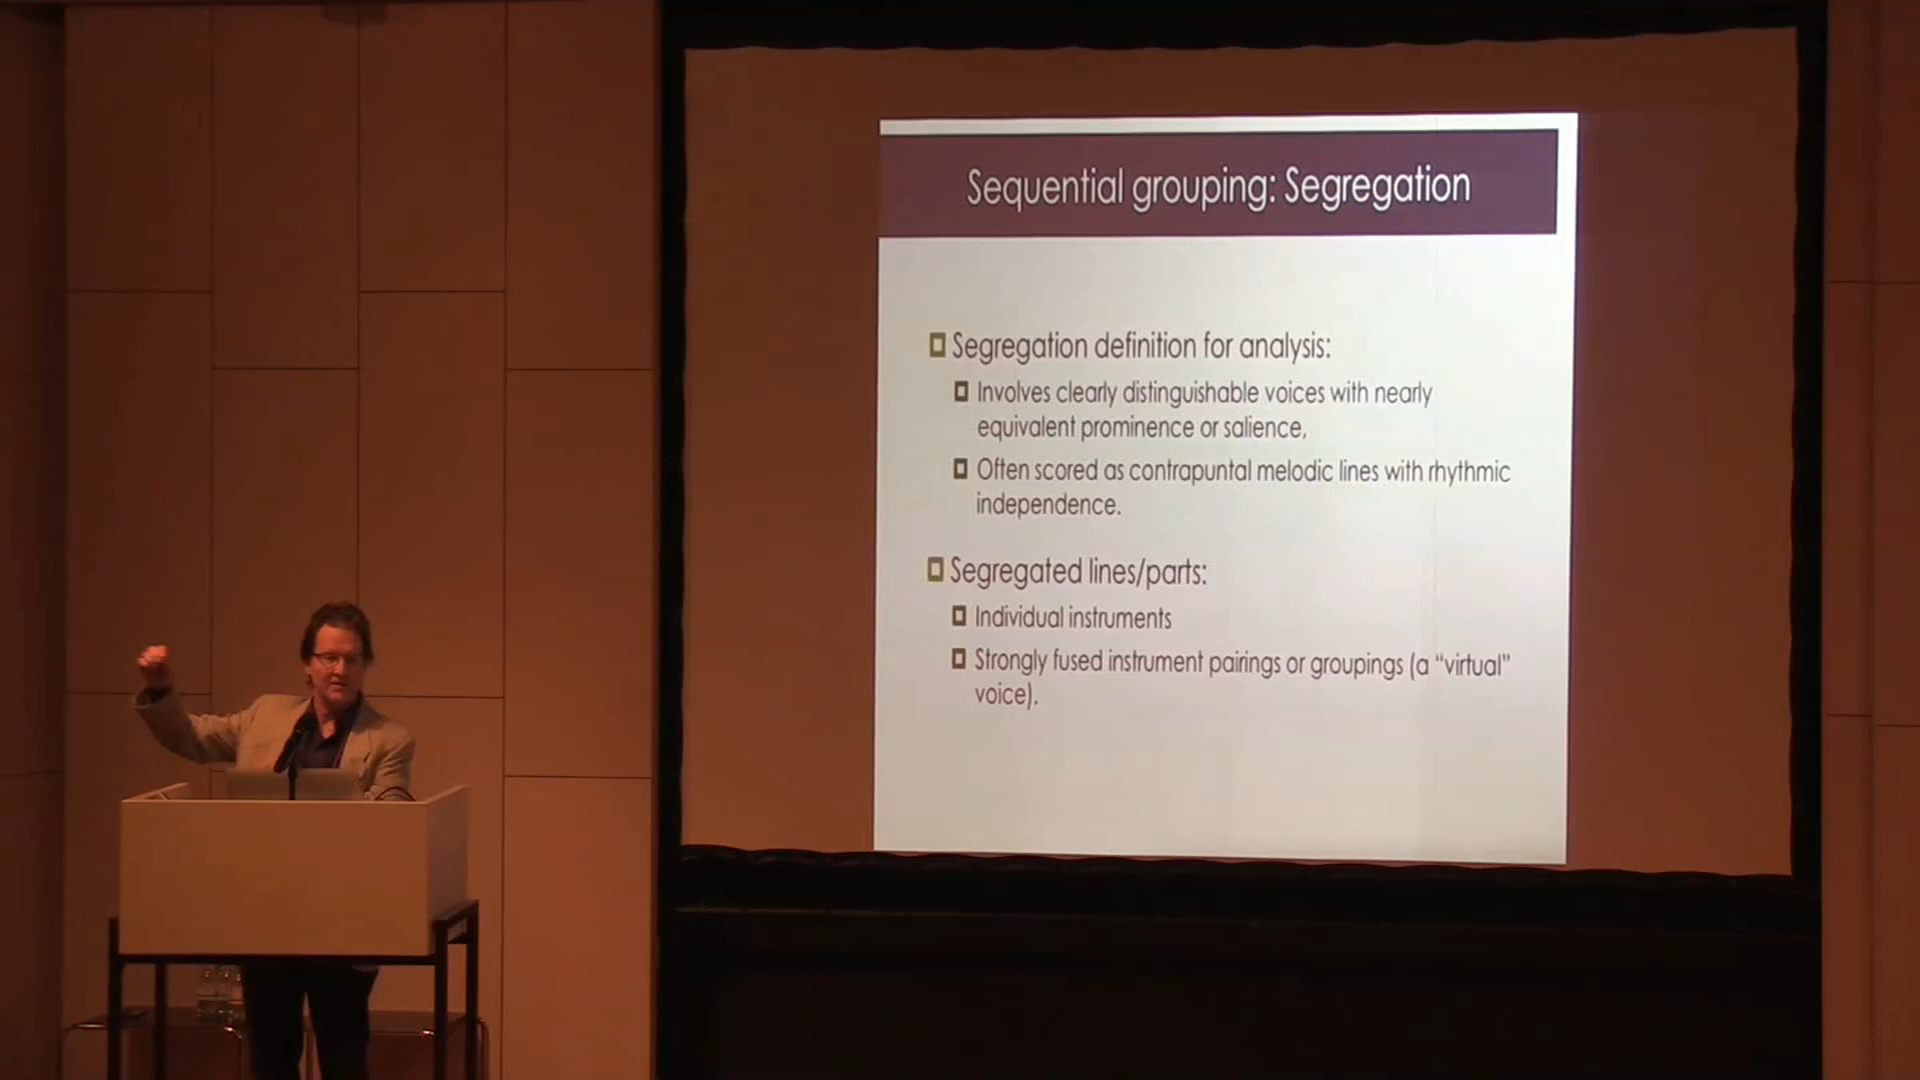 Sequential grouping: Segregation
Segregation definition for analysis:
Involves clearly distinguishable voices with nearly
equivalent prominence or salience,
Often scored as contrapuntal melodic lines with rhythmic
independence.
Segregated lines/parts:
Individual instruments
Strongly fused instrument pairings or groupings (a “virtual”
voice).